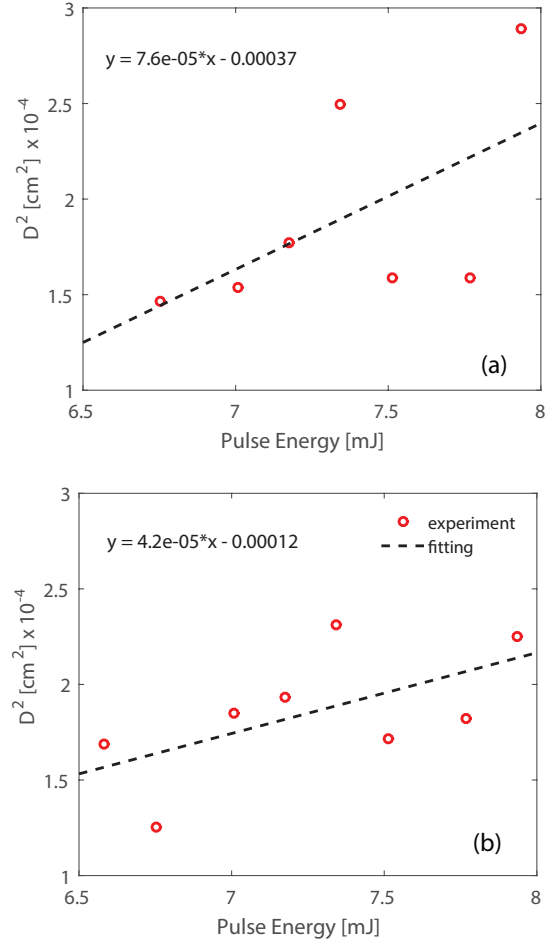 3
y = 7.6e-05*x - 0.00037
2.5
D² [cm²] x 10⁻⁴
2
1.5
(a)
1
6.5 7 7.5 8
Pulse Energy [mJ]
3
experiment
y = 4.2e-05*x - 0.00012
fitting
2.5
D² [cm²] x 10⁻⁴
2
1.5
(b)
1
6.5 7 7.5 8
Pulse Energy [mJ]